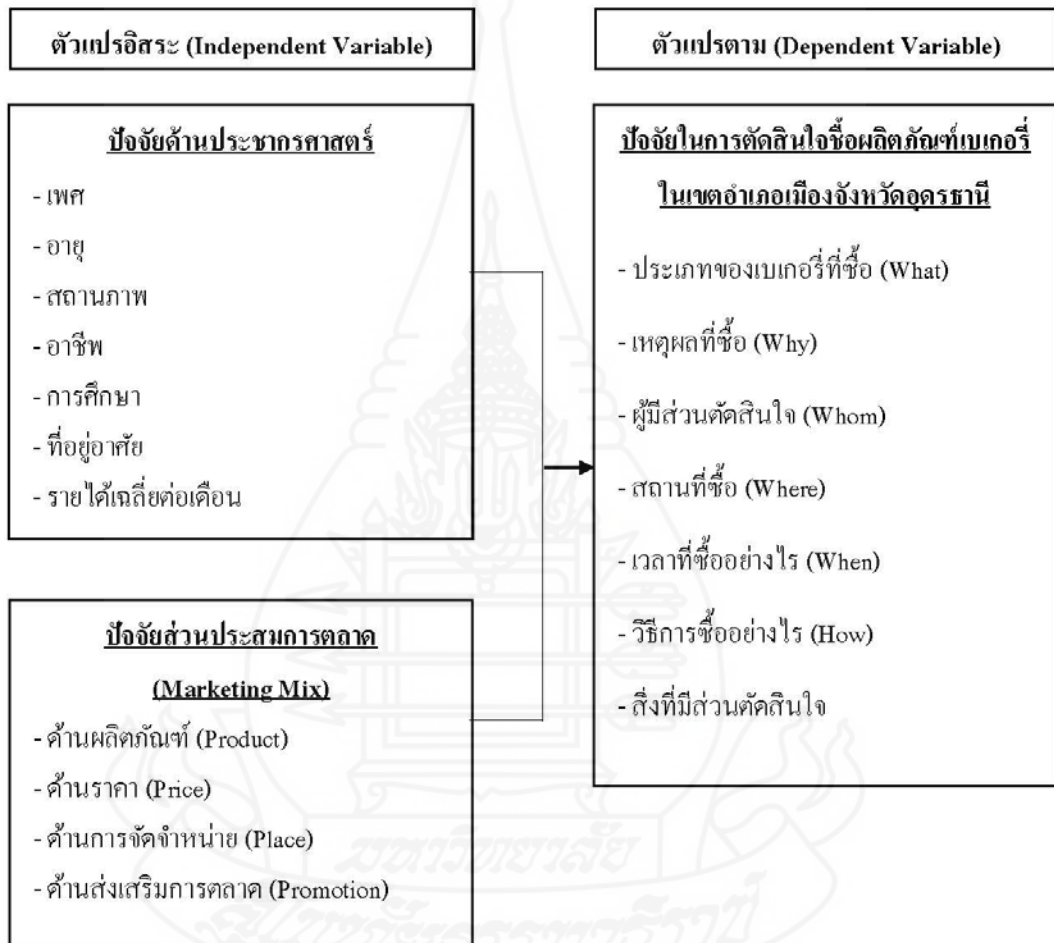 ตัวแปรอิสระ (Independent Variable)
ปัจจัยด้านประชากรศาสตร์
- เพศ
- อายุ
- สถานภาพ
- อาชีพ
- การศึกษา
- ที่อยู่อาศัย
- รายได้เฉลี่ยต่อเดือน
ปัจจัยส่วนประสมการตลาด
(Marketing Mix)
- ด้านผลิตภัณฑ์ (Product)
- ด้านราคา (Price)
- ด้านการจัดจำหน่าย (Place)
- ด้านส่งเสริมการตลาด (Promotion)
ตัวแปรตาม (Dependent Variable)
ปัจจัยในการตัดสินใจซื้อผลิตภัณฑ์เบเกอรี่
ในเขตอำเภอเมืองจังหวัดอุดรธานี
- ประเภทของเบเกอรี่ที่ซื้อ (What)
- เหตุผลที่ซื้อ (Why)
- ผู้มีส่วนตัดสินใจ (Whom)
- สถานที่ซื้อ (Where)
- เวลาที่ซื้ออย่างไร (When)
- วิธีการซื้ออย่างไร (How)
- สิ่งที่มีส่วนตัดสินใจ
มหาวิทยาลัย